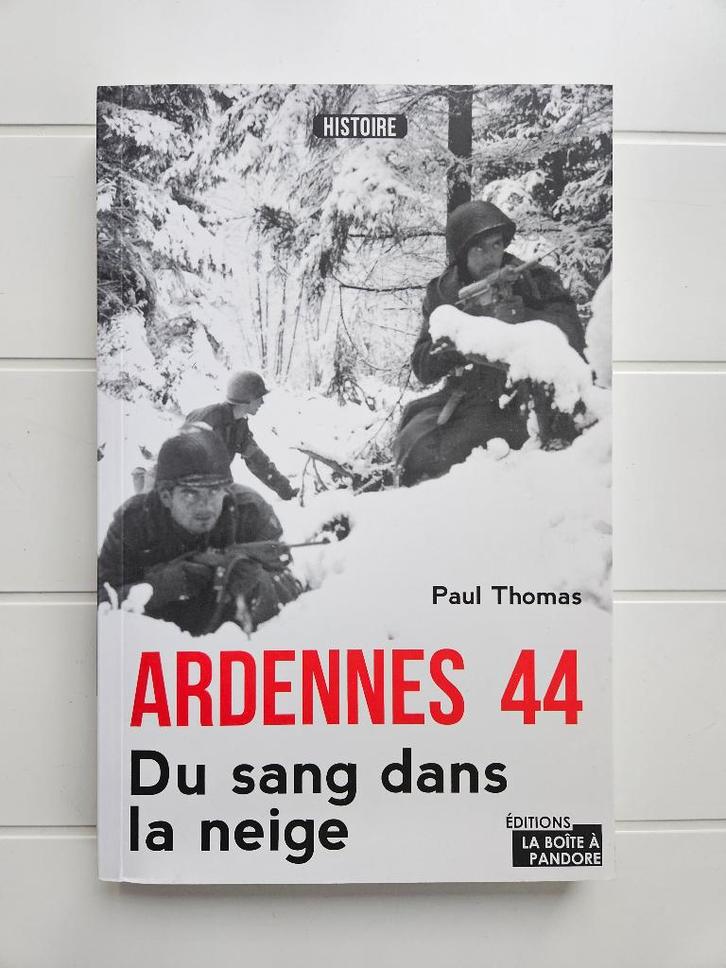 HISTOIRE
Paul Thomas
ARDENNES 44
Du sang dans
la neige
ÉDITIONS
LA BOÎTE À
PANDORE